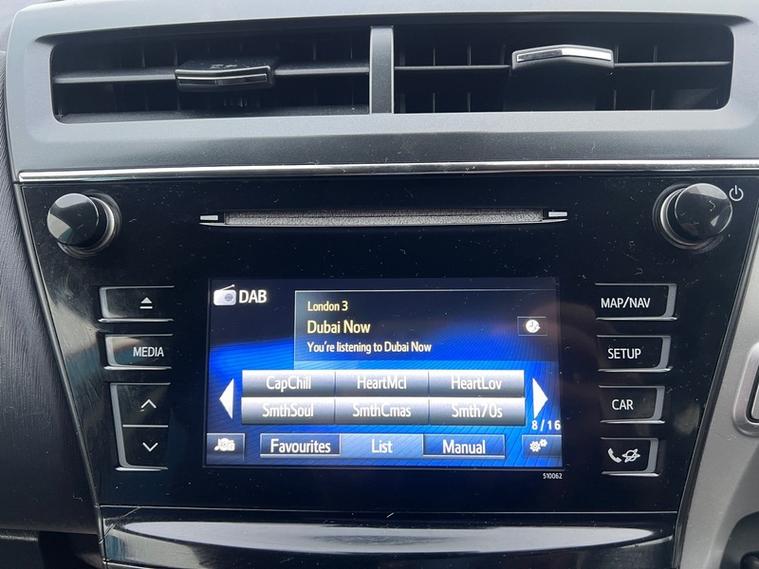 DAB
London 3
Dubai Now
You're listening to Dubai Now
MAP/NAV
MEDIA
SETUP
CapChill HeartMcl HeartLov
SmthSoul SmthCmas Smth70s
CAR
8 / 16
Favourites List Manual
510062